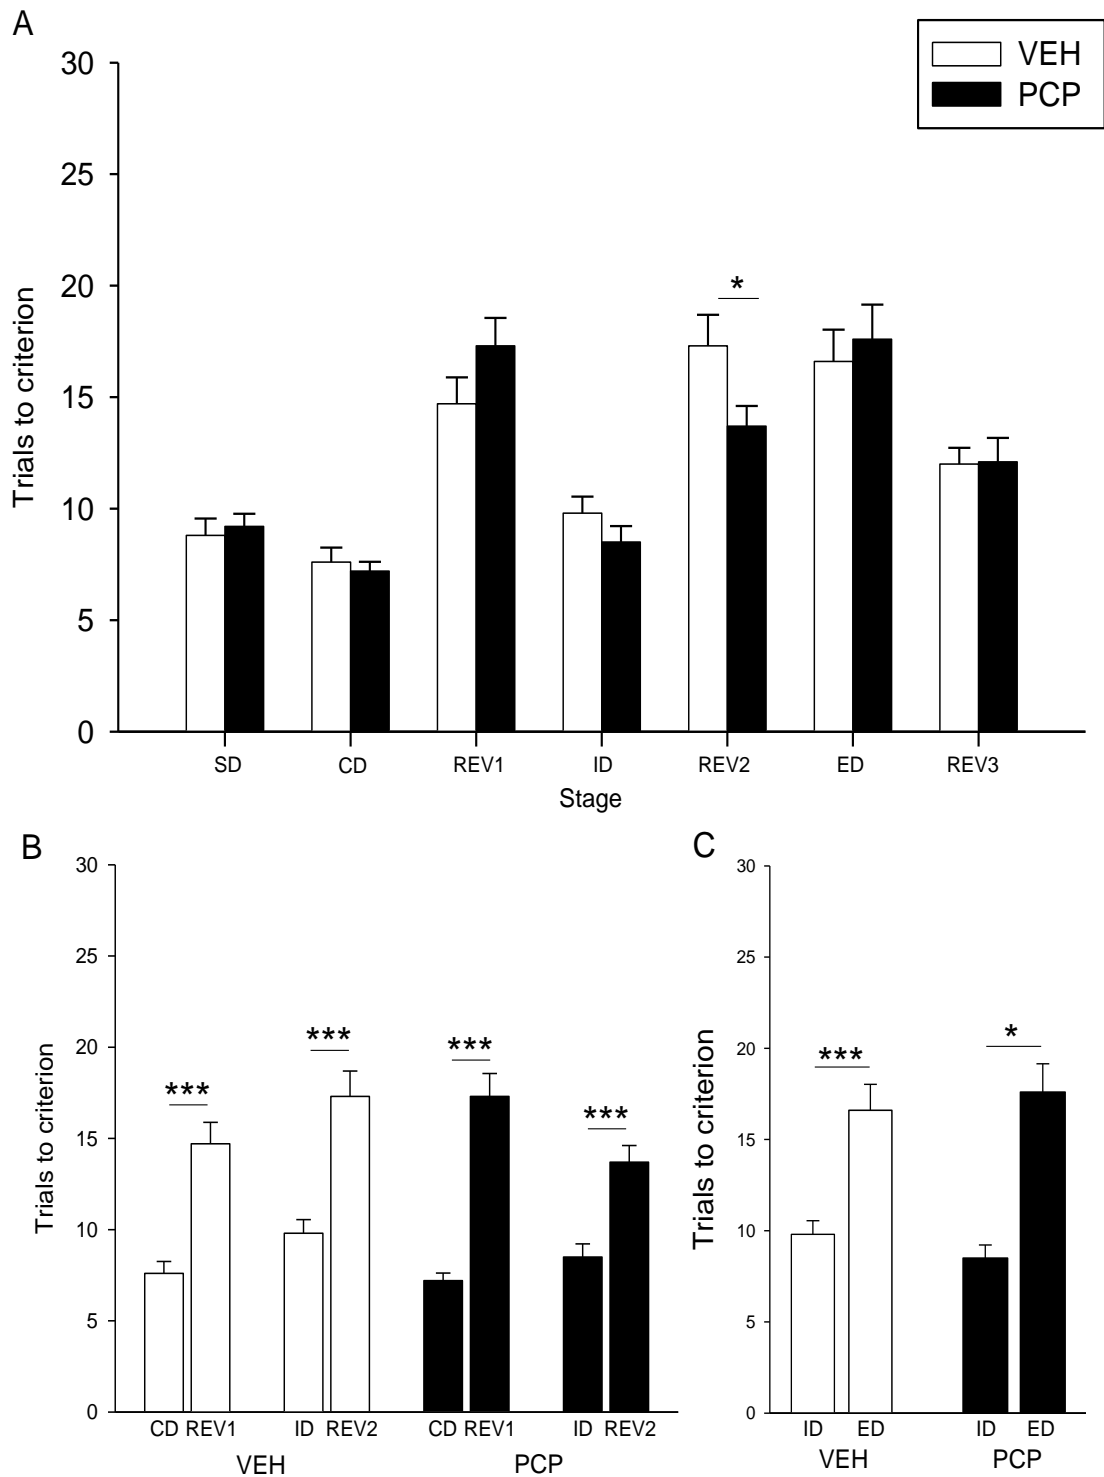 A
VEH
PCP
30
25
20
15
10
5
0
Trials to criterion
*
SD CD REV1 ID REV2 ED REV3
Stage
B
30
25
20
15
10
5
0
Trials to criterion
*** *** *** ***
CD REV1 ID REV2 CD REV1 ID REV2
VEH PCP
C
30
25
20
15
10
5
0
Trials to criterion
*** *
ID ED ID ED
VEH PCP